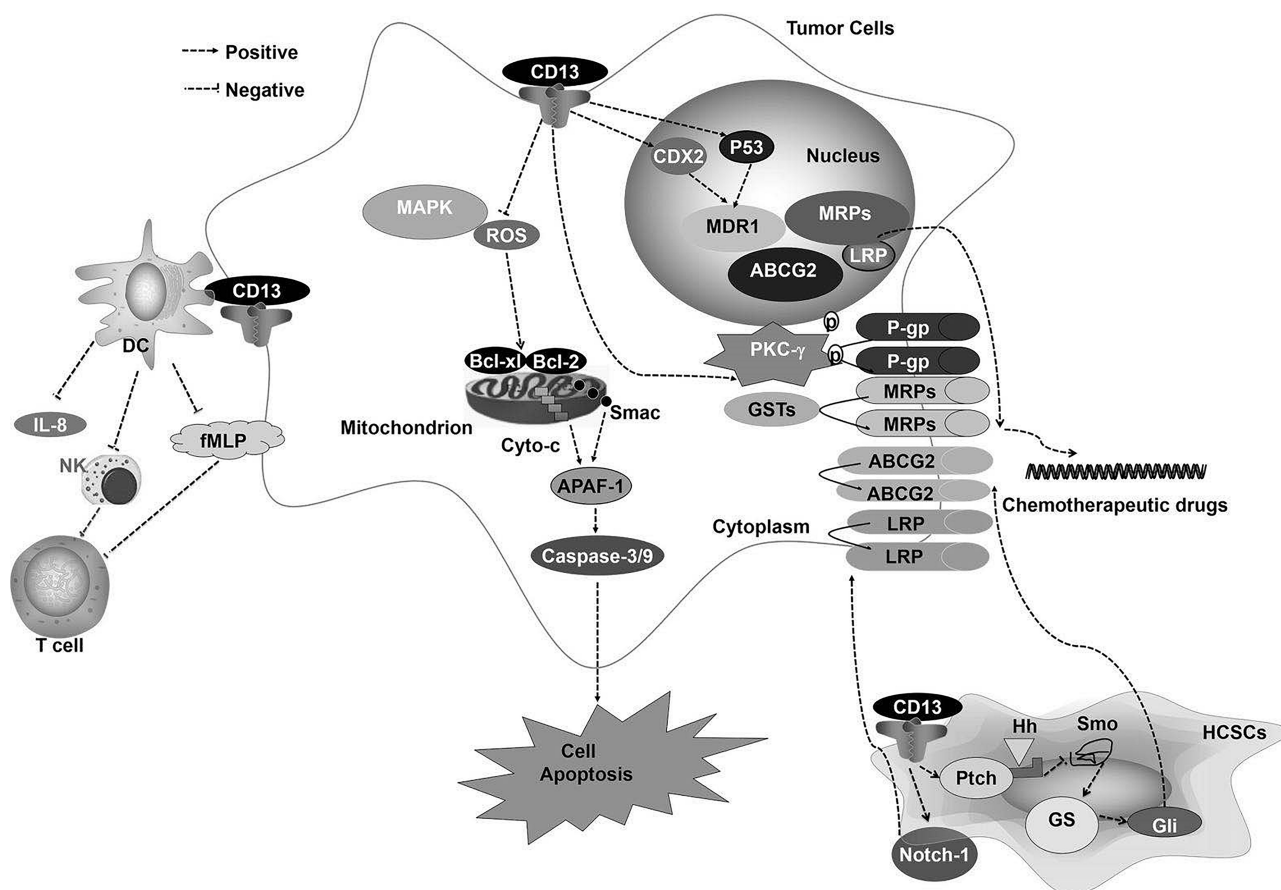 Tumor Cells
Positive
Negative
CD13
CDX2
P53
Nucleus
MAPK
ROS
MDR1
MRPs
LRP
ABCG2
DC
CD13
p
P-gp
PKC-γ
p
P-gp
Bcl-xl
Bcl-2
MRPs
GSTs
MRPs
IL-8
fMLP
Mitochondrion
Smac
Cyto-c
NK
ABCG2
APAF-1
ABCG2
Chemotherapeutic drugs
Cytoplasm
LRP
Caspase-3/9
LRP
T cell
CD13
Hh
Smo
HCSCs
Cell
Apoptosis
Ptch
GS
Gli
Notch-1